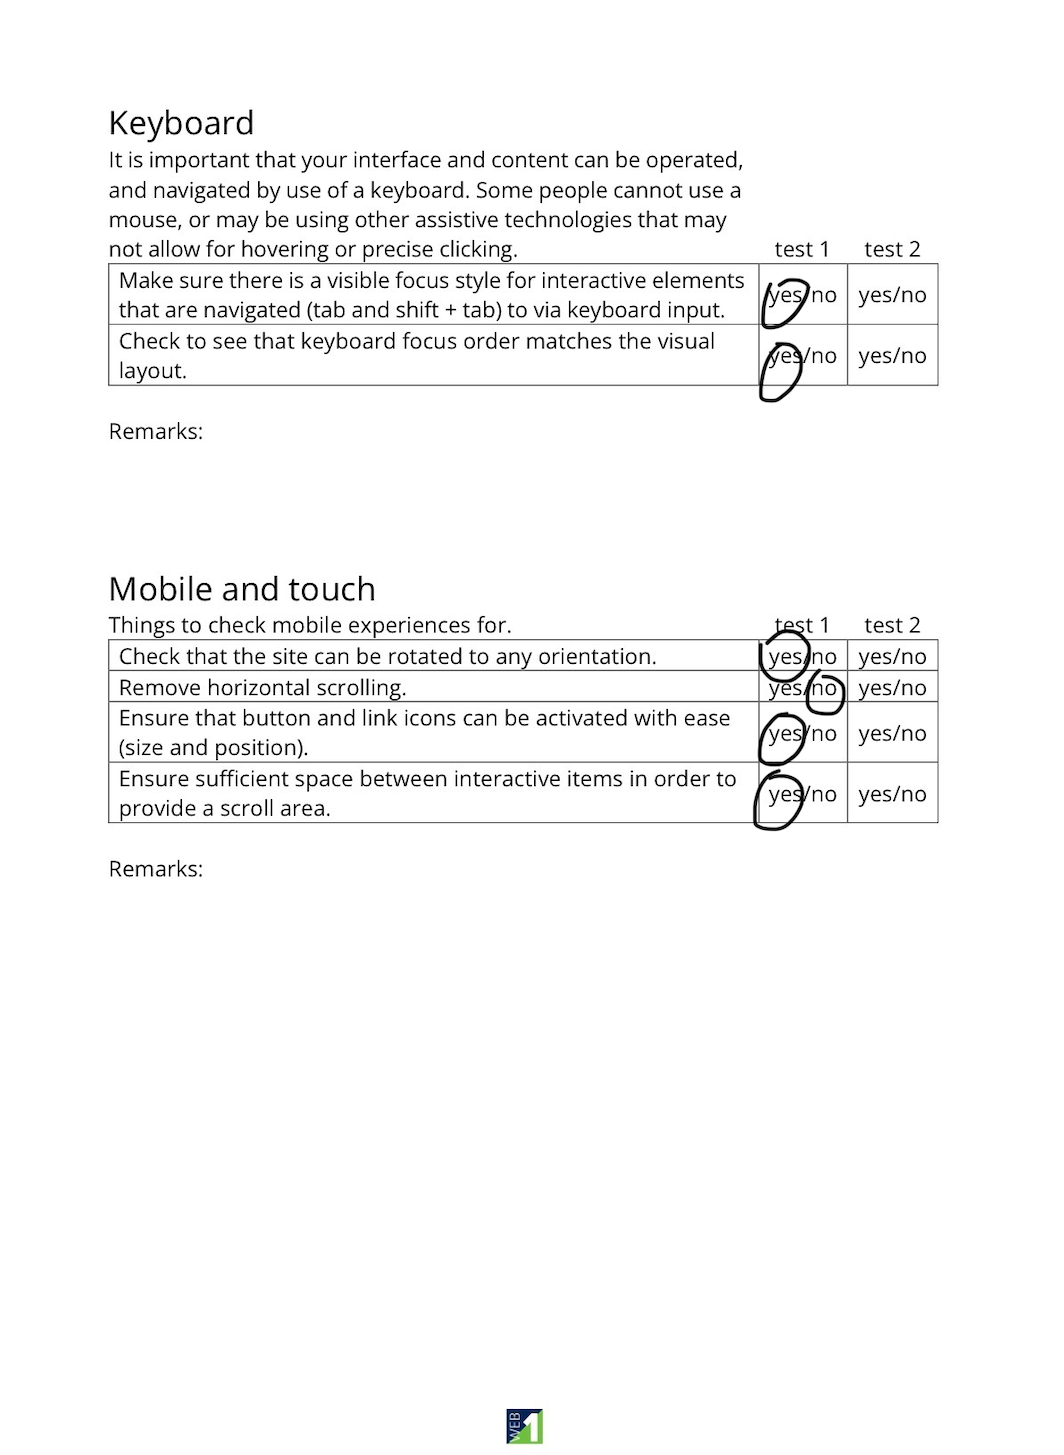 Keyboard
It is important that your interface and content can be operated,
and navigated by use of a keyboard. Some people cannot use a
mouse, or may be using other assistive technologies that may
not allow for hovering or precise clicking. test 1 test 2
Make sure there is a visible focus style for interactive elements
that are navigated (tab and shift + tab) to via keyboard input. yes/no yes/no
Check to see that keyboard focus order matches the visual
layout. yes/no yes/no
Remarks:
Mobile and touch
Things to check mobile experiences for. test 1 test 2
Check that the site can be rotated to any orientation. yes/no yes/no
Remove horizontal scrolling. yes/no yes/no
Ensure that button and link icons can be activated with ease
(size and position). yes/no yes/no
Ensure sufficient space between interactive items in order to
provide a scroll area. yes/no yes/no
Remarks:
WEB 1